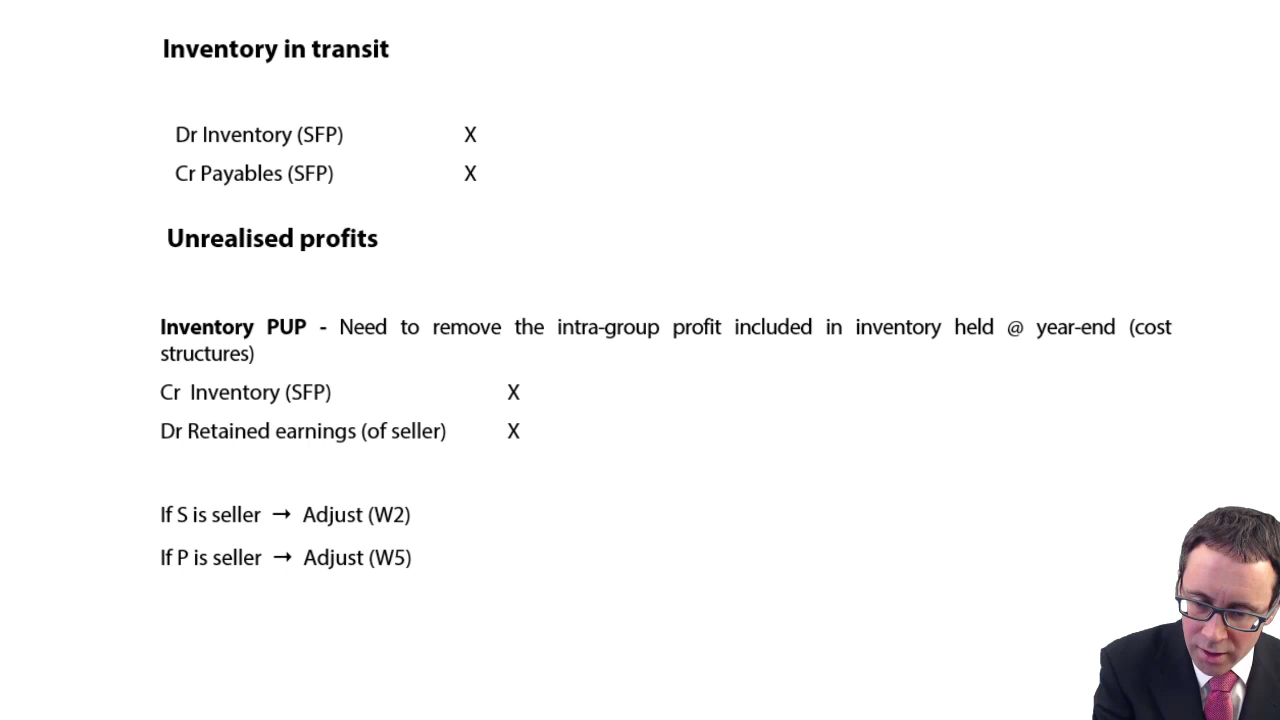 Inventory in transit
Dr Inventory (SFP) X
Cr Payables (SFP) X
Unrealised profits
Inventory PUP - Need to remove the intra-group profit included in inventory held @ year-end (cost
structures)
Cr Inventory (SFP) X
Dr Retained earnings (of seller) X
If S is seller → Adjust (W2)
If P is seller → Adjust (W5)